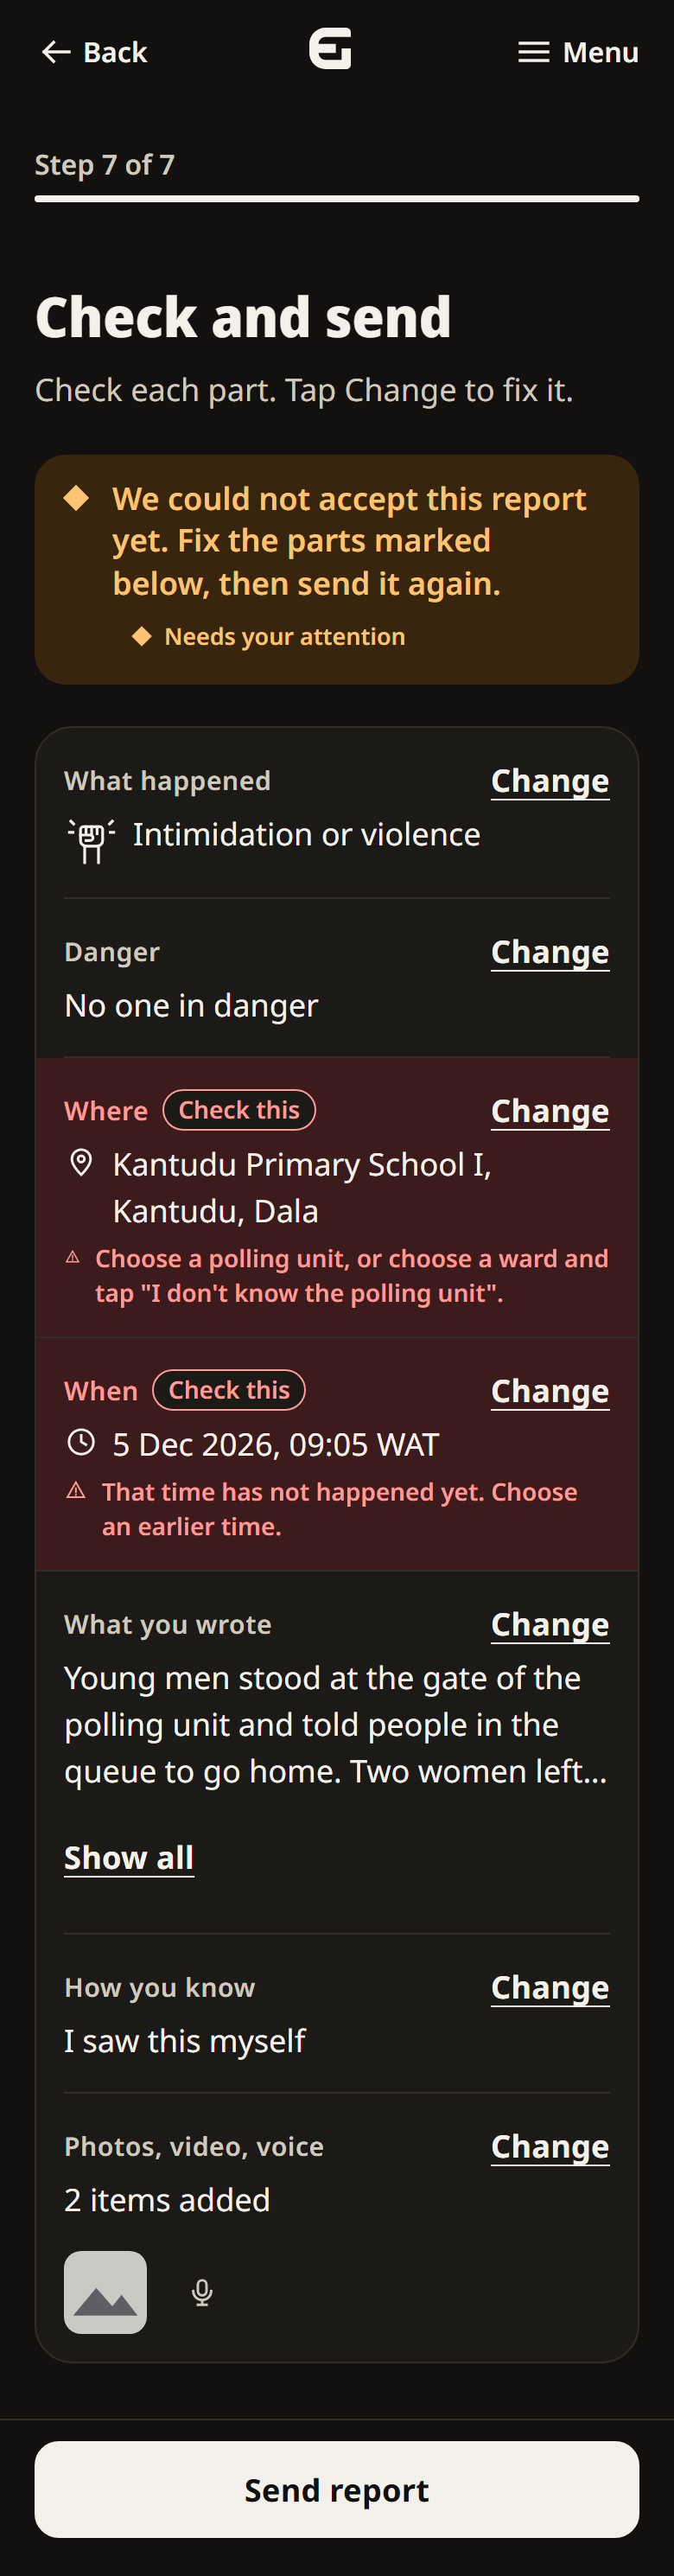 Back
Menu
Step 7 of 7
Check and send
Check each part. Tap Change to fix it.
We could not accept this report
yet. Fix the parts marked
below, then send it again.
Needs your attention
What happened
Change
Intimidation or violence
Danger
Change
No one in danger
Where
Check this
Change
Kantudu Primary School I,
Kantudu, Dala
Choose a polling unit, or choose a ward and
tap "I don't know the polling unit".
When
Check this
Change
5 Dec 2026, 09:05 WAT
That time has not happened yet. Choose
an earlier time.
What you wrote
Change
Young men stood at the gate of the
polling unit and told people in the
queue to go home. Two women left...
Show all
How you know
Change
I saw this myself
Photos, video, voice
Change
2 items added
Send report